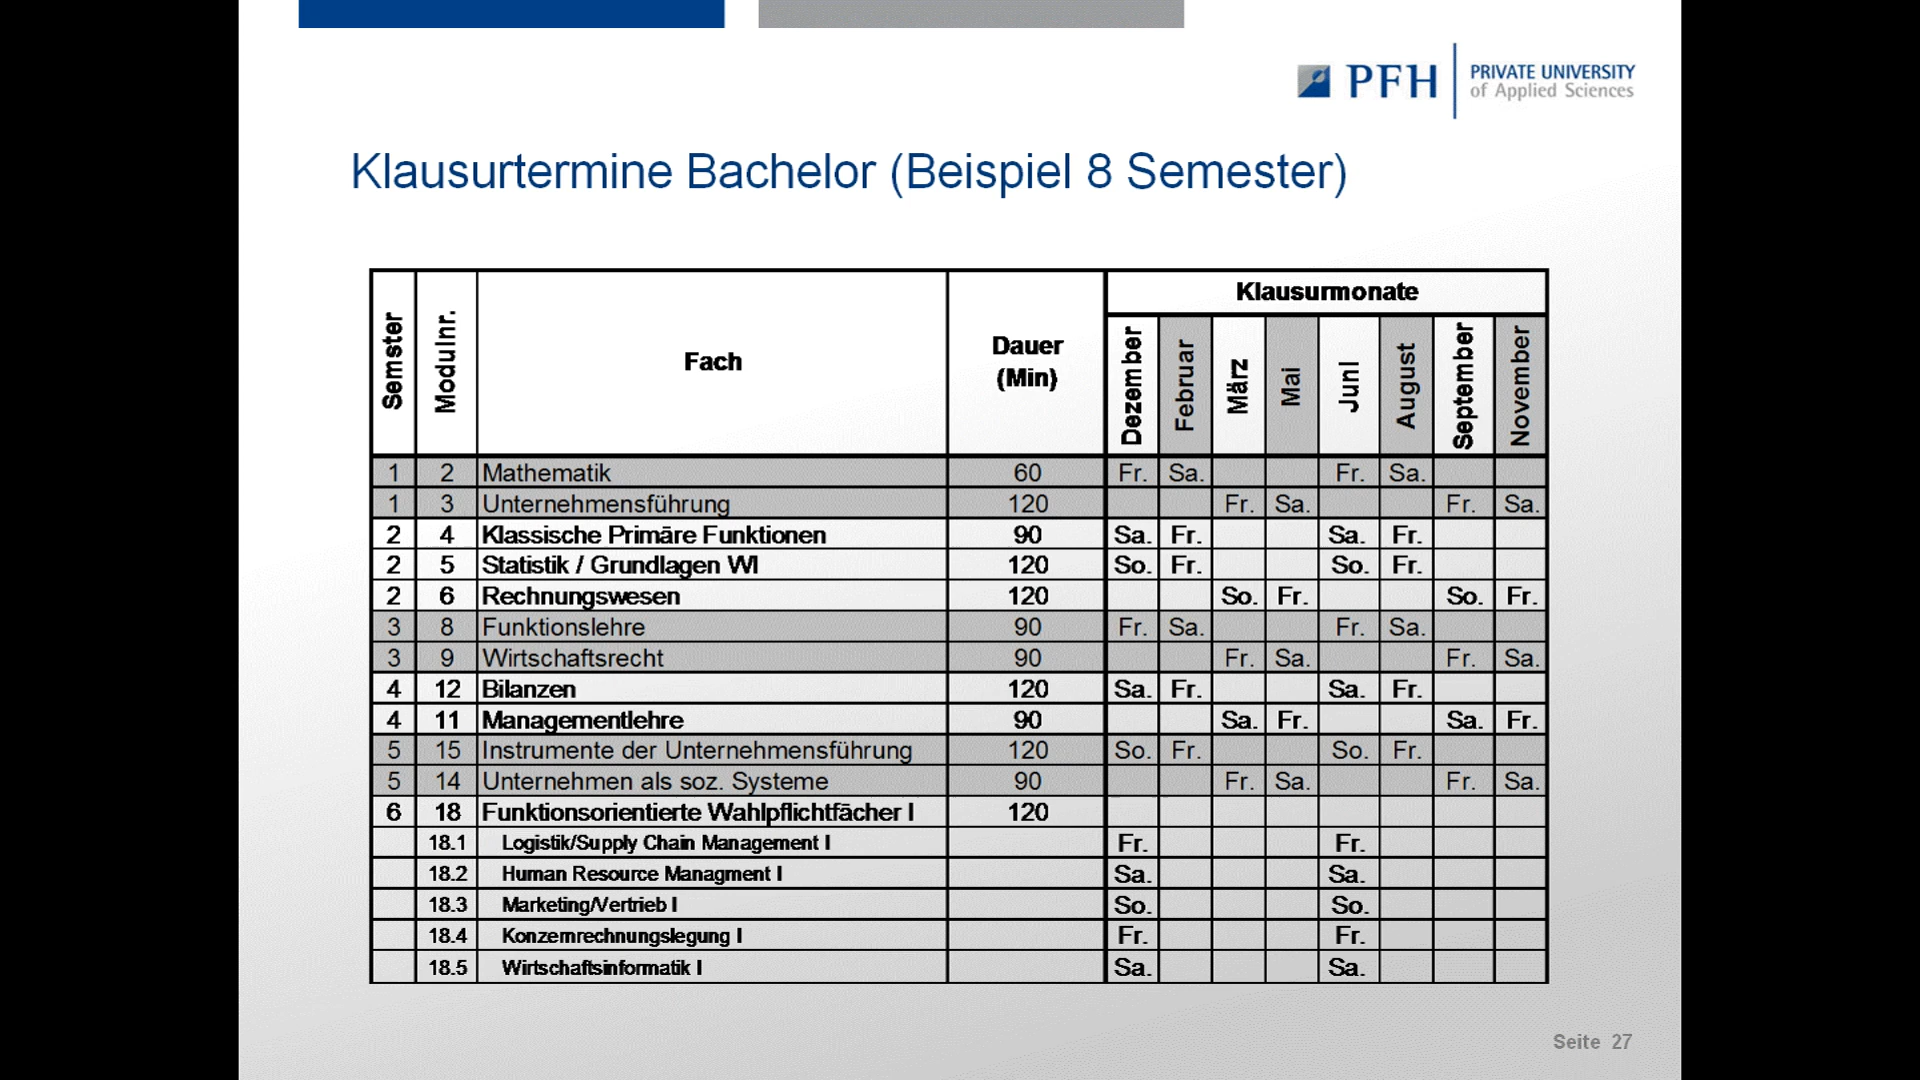 PFH
PRIVATE UNIVERSITY
of Applied Sciences
Klausurtermine Bachelor (Beispiel 8 Semester)
Semster Modulnr. Fach Dauer (Min) Klausurmonate
Dezember Februar März Mai Juni August September November
1 2 Mathematik 60 Fr. Sa. Fr. Sa.
1 3 Unternehmensführung 120 Fr. Sa. Fr. Sa.
2 4 Klassische Primäre Funktionen 90 Sa. Fr. Sa. Fr.
2 5 Statistik / Grundlagen WI 120 So. Fr. So. Fr.
2 6 Rechnungswesen 120 So. Fr. So. Fr.
3 8 Funktionslehre 90 Fr. Sa. Fr. Sa.
3 9 Wirtschaftsrecht 90 Fr. Sa. Fr. Sa.
4 12 Bilanzen 120 Sa. Fr. Sa. Fr.
4 11 Managementlehre 90 Sa. Fr. Sa. Fr.
5 15 Instrumente der Unternehmensführung 120 So. Fr. So. Fr.
5 14 Unternehmen als soz. Systeme 90 Fr. Sa. Fr. Sa.
6 18 Funktionsorientierte Wahlpflichtfächer I 120
18.1 Logistik/Supply Chain Management I Fr. Fr.
18.2 Human Resource Managment I Sa. Sa.
18.3 Marketing/Vertrieb I So. So.
18.4 Konzernrechnungslegung I Fr. Fr.
18.5 Wirtschaftsinformatik I Sa. Sa.
Seite 27